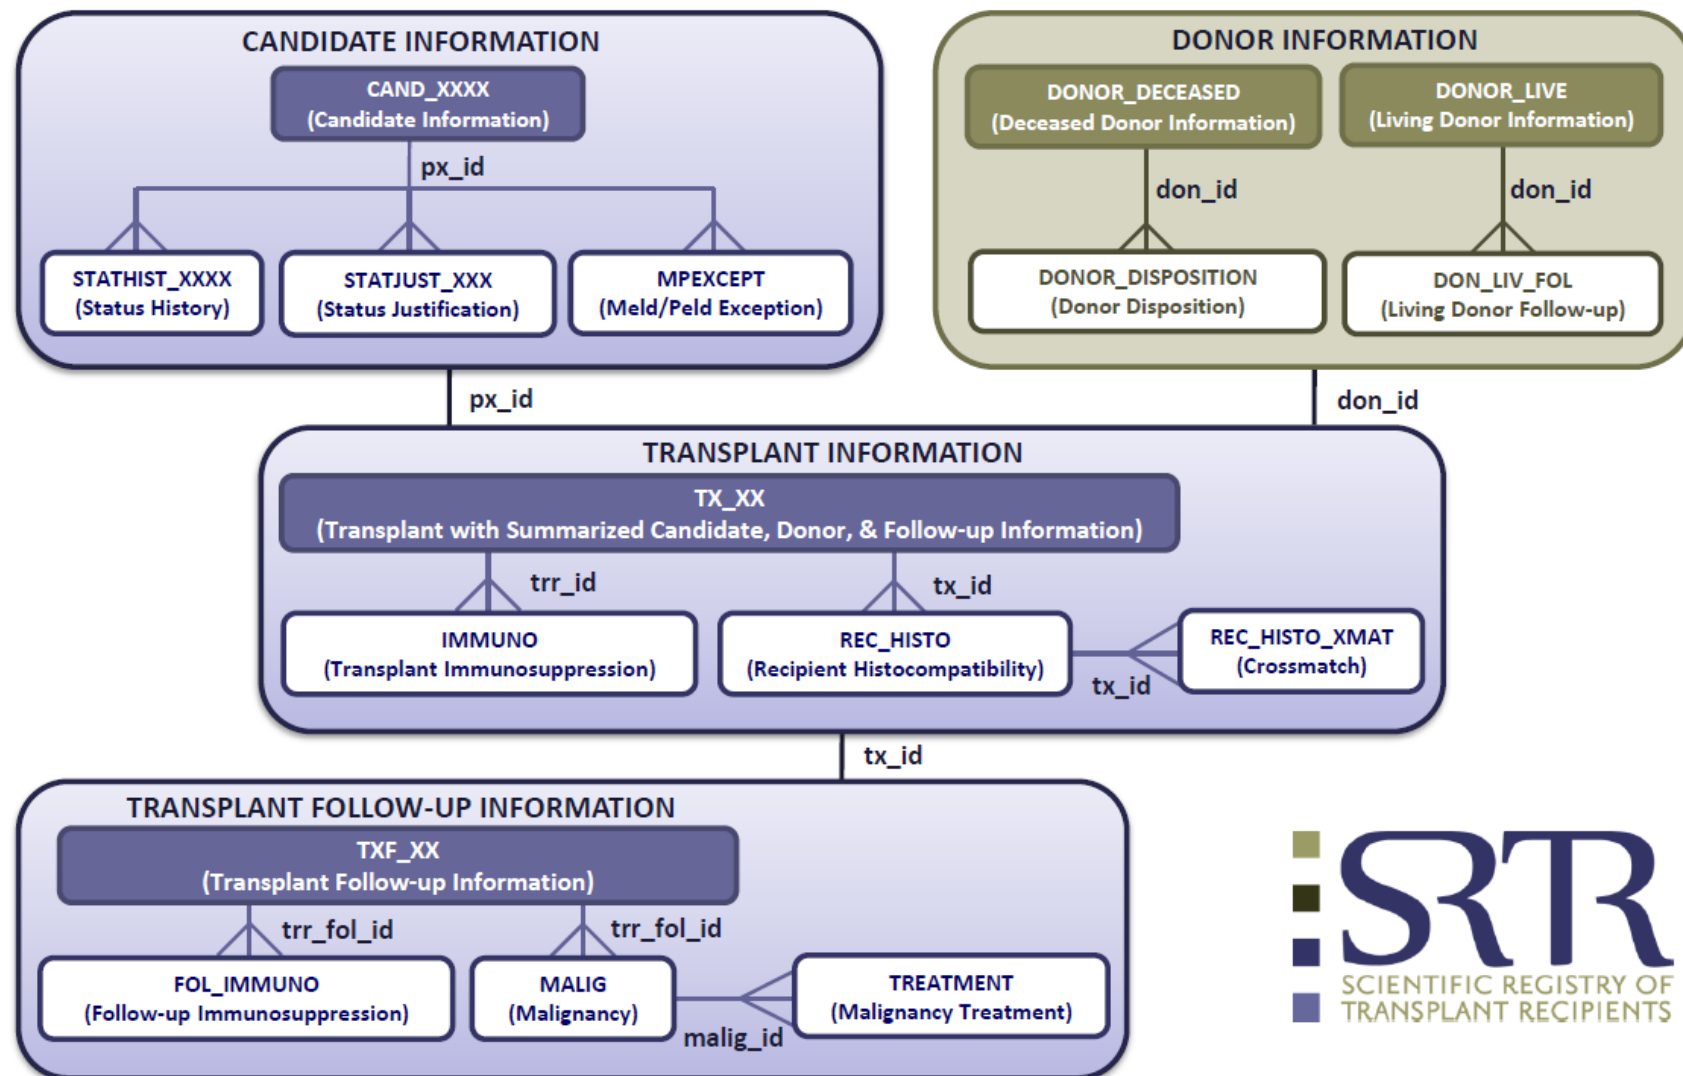 CANDIDATE INFORMATION
CAND_XXXX
(Candidate Information)
px_id
STATHIST_XXXX
(Status History)
STATJUST_XXX
(Status Justification)
MPEXCEPT
(Meld/Peld Exception)
DONOR INFORMATION
DONOR_DECEASED
(Deceased Donor Information)
DONOR_LIVE
(Living Donor Information)
don_id
don_id
DONOR_DISPOSITION
(Donor Disposition)
DON_LIV_FOL
(Living Donor Follow-up)
px_id
don_id
TRANSPLANT INFORMATION
TX_XX
(Transplant with Summarized Candidate, Donor, & Follow-up Information)
trr_id
tx_id
IMMUNO
(Transplant Immunosuppression)
REC_HISTO
(Recipient Histocompatibility)
tx_id
REC_HISTO_XMAT
(Crossmatch)
tx_id
TRANSPLANT FOLLOW-UP INFORMATION
TXF_XX
(Transplant Follow-up Information)
trr_fol_id
trr_fol_id
FOL_IMMUNO
(Follow-up Immunosuppression)
MALIG
(Malignancy)
malig_id
TREATMENT
(Malignancy Treatment)
SRTR
SCIENTIFIC REGISTRY OF
TRANSPLANT RECIPIENTS